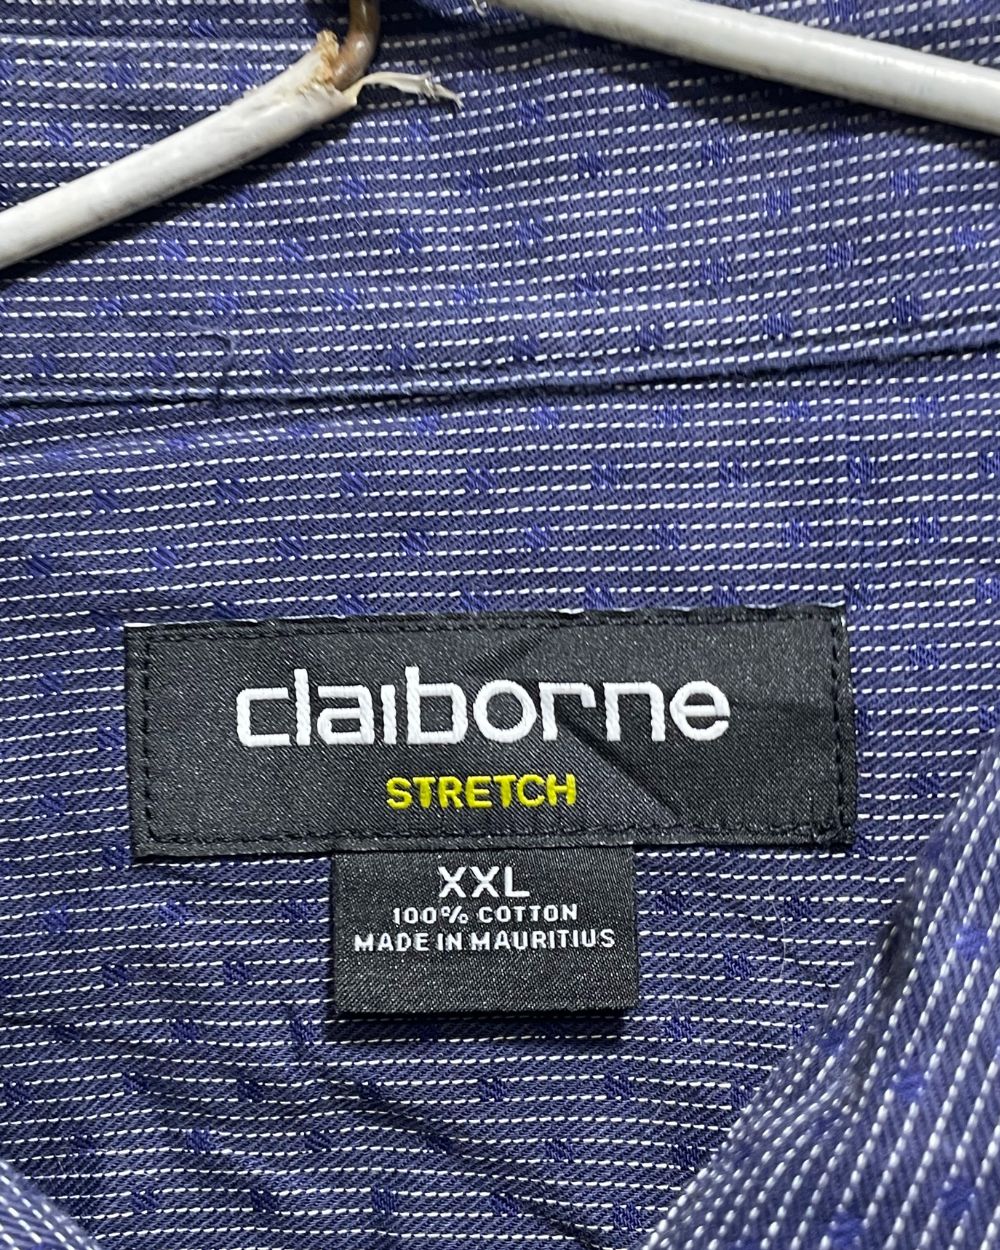 claiborne
STRETCH
XXL
100% COTTON
MADE IN MAURITIUS